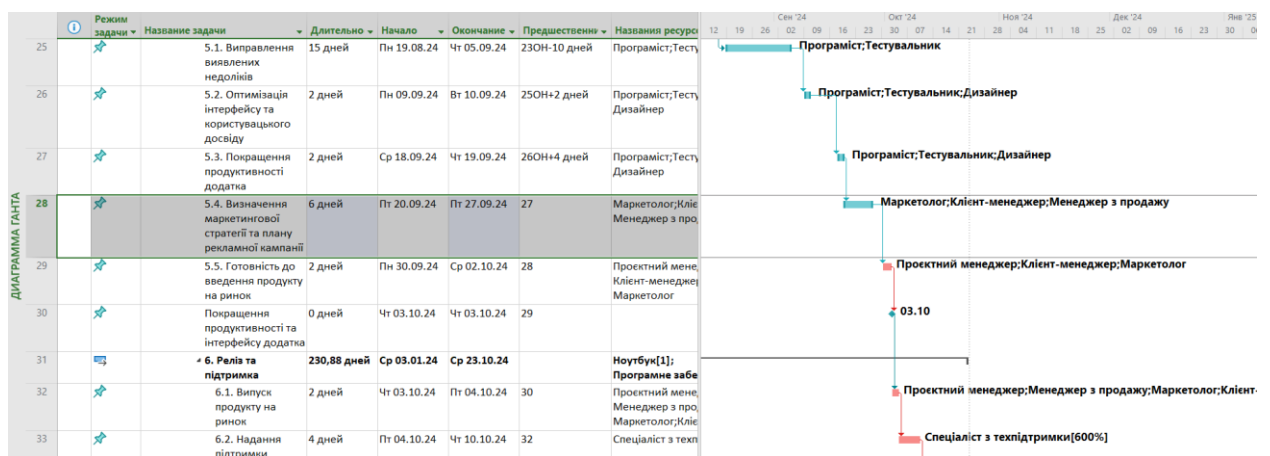 Режим задачи
Название задачи
Длительно
Начало
Окончание
Предшественни
Названия ресурс
Сен '24
Окт '24
Ноя '24
Дек '24
Янв '25
12 19 26 02 09 16 23 30 07 14 21 28 04 11 18 25 02 09 16 23 30
ДИАГРАММА ГАНТА
25 5.1. Виправлення 15 дней Пн 19.08.24 Чт 05.09.24 23ОН-10 дней Програміст;Тесту
виявлених
недоліків
Програміст;Тестувальник
26 5.2. Оптимізація 2 дней Пн 09.09.24 Вт 10.09.24 25ОН+2 дней Програміст;Тесту
інтерфейсу та Дизайнер
користувацького
досвіду
Програміст;Тестувальник;Дизайнер
27 5.3. Покращення 2 дней Ср 18.09.24 Чт 19.09.24 26ОН+4 дней Програміст;Тесту
продуктивності Дизайнер
додатка
Програміст;Тестувальник;Дизайнер
28 5.4. Визначення 6 дней Пт 20.09.24 Пт 27.09.24 27 Маркетолог;Кліє
маркетингової Менеджер з про
стратегії та плану
рекламної кампанії
Маркетолог;Клієнт-менеджер;Менеджер з продажу
29 5.5. Готовність до 2 дней Пн 30.09.24 Ср 02.10.24 28 Проєктний мене
введення продукту Клієнт-менеджер
на ринок Маркетолог
Проєктний менеджер;Клієнт-менеджер;Маркетолог
30 Покращення 0 дней Чт 03.10.24 Чт 03.10.24 29
продуктивності та
інтерфейсу додатка
03.10
31 6. Реліз та 230,88 дней Ср 03.01.24 Ср 23.10.24 Ноутбук[1];
підтримка Програмне забе
32 6.1. Випуск 2 дней Чт 03.10.24 Пт 04.10.24 30 Проєктний мене
продукту на Менеджер з про
ринок Маркетолог;Кліє
Проєктний менеджер;Менеджер з продажу;Маркетолог;Клієнт-
33 6.2. Надання 4 дней Пт 04.10.24 Чт 10.10.24 32 Спеціаліст з техп
підтримки
Спеціаліст з техпідтримки[600%]